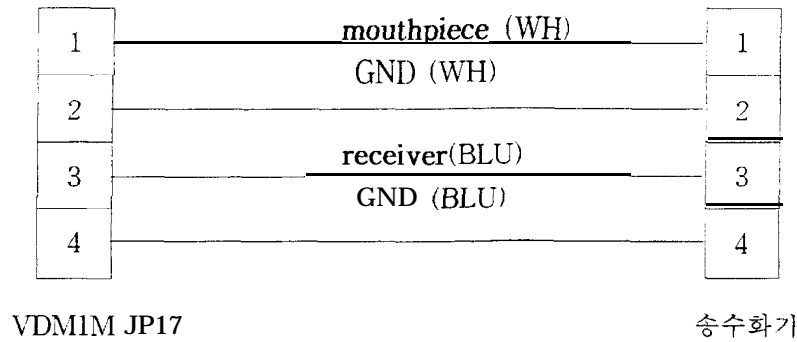 mouthpiece (WH)
1 1
GND (WH)
2 2
receiver(BLU)
3 3
GND (BLU)
4 4
VDM1M JP17 송수화기